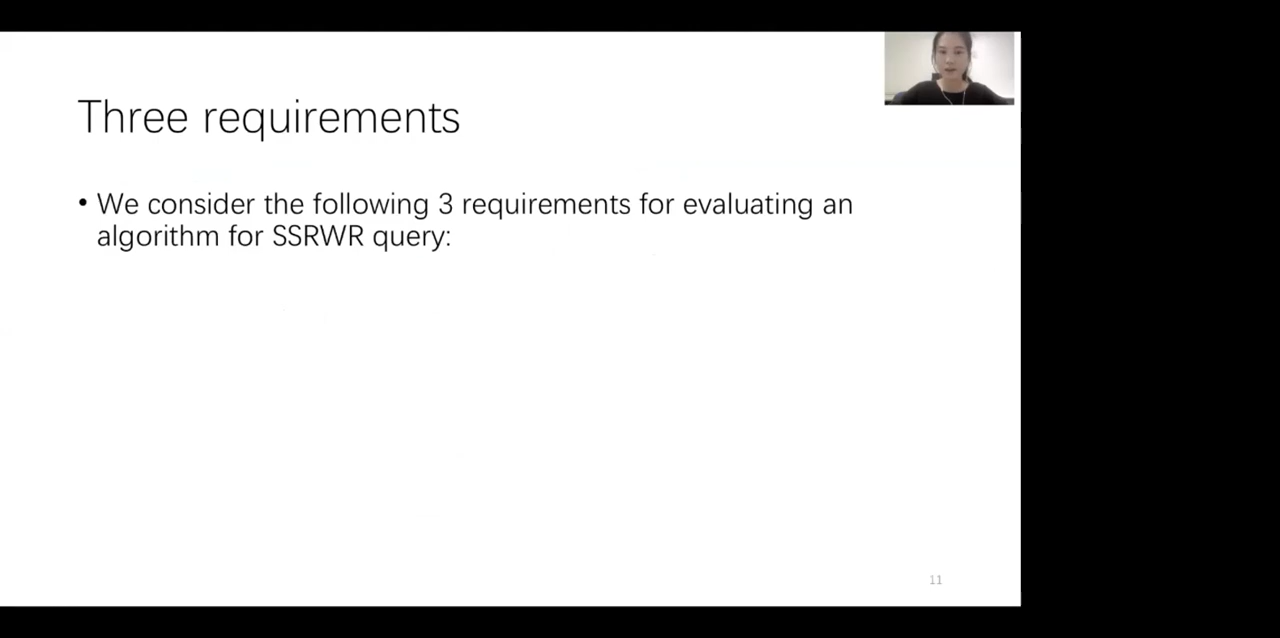 Three requirements
• We consider the following 3 requirements for evaluating an
algorithm for SSRWR query:
11